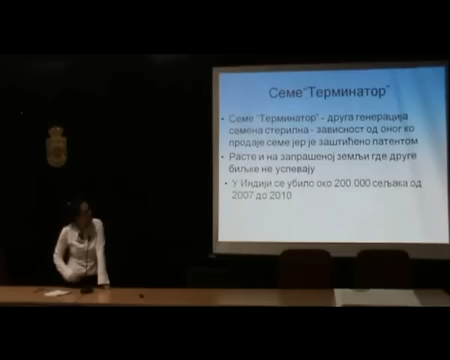 Семе“Терминатор”
• Семе “Терминатор” - друга генерација
семена стерилна - зависност од оног ко
продаје семе јер је заштићено патентом
• Расте и на запрашеној земљи где друге
биљке не успевају
• У Индији се убило око 200.000 сељака од
2007 до 2010